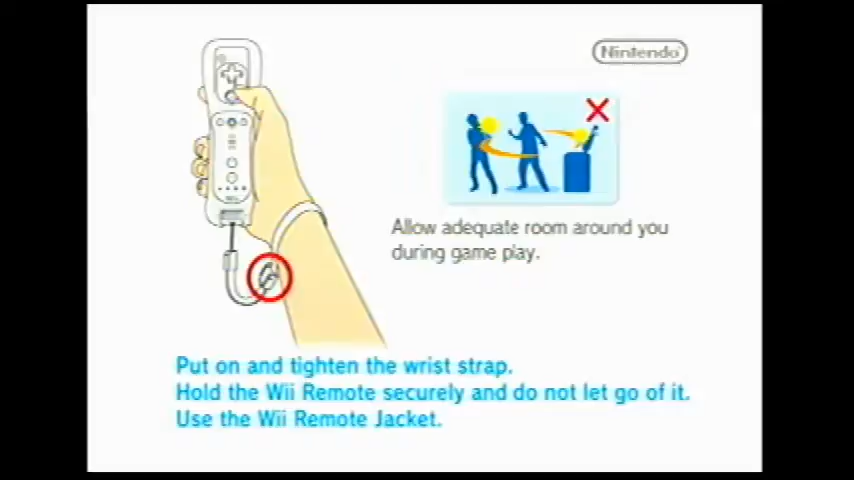 Nintendo
Allow adequate room around you
during game play.
Put on and tighten the wrist strap.
Hold the Wii Remote securely and do not let go of it.
Use the Wii Remote Jacket.